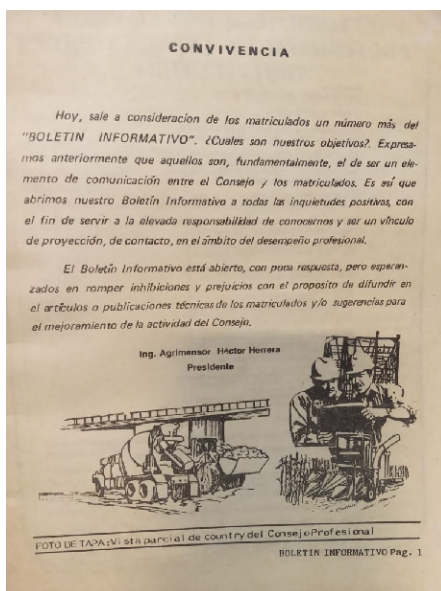 CONVIVENCIA
Hoy, sale a consideracion de los matriculados un número más del
"BOLETIN INFORMATIVO". ¿Cuales son nuestros objetivos?. Expresa-
mos anteriormente que aquellos son, fundamentalmente, el de ser un ele-
mento de comunicación entre el Consejo y los matriculados. Es así que
abrimos nuestro Boletín Informativo a todas las inquietudes positivas, con
el fin de servir a la elevada responsabilidad de conocernos y ser un vínculo
de proyección, de contacto, en el ámbito del desempeño profesional.
El Boletín Informativo está abierto, con poca respuesta, pero esperan-
zados en romper inhibiciones y prejuicios con el proposito de difundir en
el artículos o publicaciones técnicas de los matriculados y/o sugerencias para
el mejoramiento de la actividad del Consejo.
Ing. Agrimensor Héctor Herrera
Presidente
FOTO DE TAPA: Vista parcial de country del Consejo Profesional
BOLETIN INFORMATIVO Pag. 1